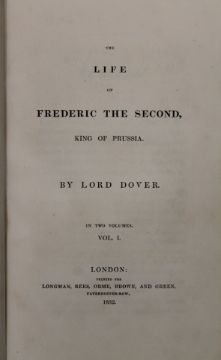 THE
LIFE
OF
FREDERIC THE SECOND,
KING OF PRUSSIA.
BY LORD DOVER.
IN TWO VOLUMES.
VOL. I.
LONDON:
PRINTED FOR
LONGMAN, REES, ORME, BROWN, AND GREEN,
PATERNOSTER-ROW.
1832.